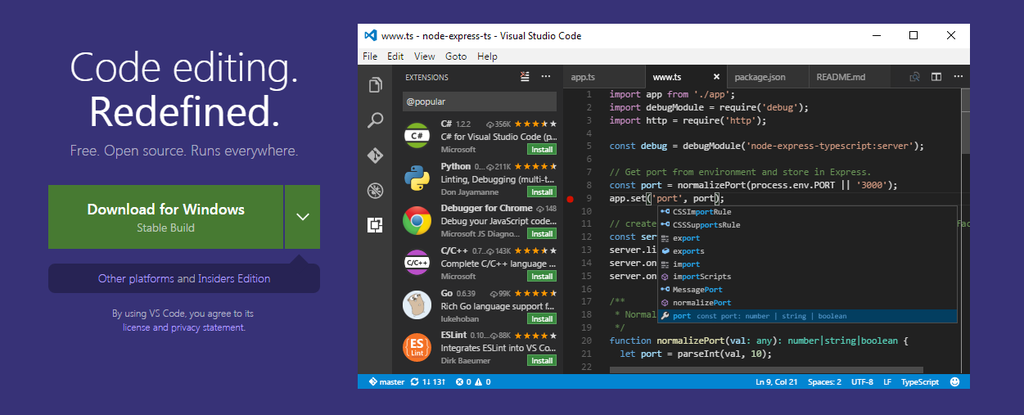 Code editing.
Redefined.
Free. Open source. Runs everywhere.
Download for Windows
Stable Build
Other platforms and Insiders Edition
By using VS Code, you agree to its
license and privacy statement.
www.ts - node-express-ts - Visual Studio Code
File Edit View Goto Help
EXTENSIONS
@popular
C# 1.2.2 356K
C# for Visual Studio Code (p...
Microsoft Install
Python 0... 211K
Linting, Debugging (multi-t...
Don Jayamanne Install
Debugger for Chrome 148
Debug your JavaScript code...
Microsoft JS Diagno... Install
C/C++ 0.7... 143K
Complete C/C++ language ...
Microsoft Install
Go 0.6.39 99K
Rich Go language support f...
lukehoban Install
ESLint 0.10... 88K
Integrates ESLint into VS Co...
Dirk Baeumer Install
app.ts www.ts package.json README.md
1 import app from './app';
2 import debugModule = require('debug');
3 import http = require('http');
4
5 const debug = debugModule('node-express-typescript:server');
6
7 // Get port from environment and store in Express.
8 const port = normalizePort(process.env.PORT || '3000');
9 app.set('port', port);
10
11 // create
12 const ser
13 server.li
14 server.on
15 server.on
16
17 /**
18 * Normal
19 */
20 function normalizePort(val: any): number|string|boolean {
21 let port = parseInt(val, 10);
22
CSSImportRule
CSSSupportsRule
export
exports
import
importScripts
MessagePort
normalizePort
port const port: number | string | boolean
master 1↓ 13↑ 0 0 Ln 9, Col 21 Spaces: 2 UTF-8 LF TypeScript